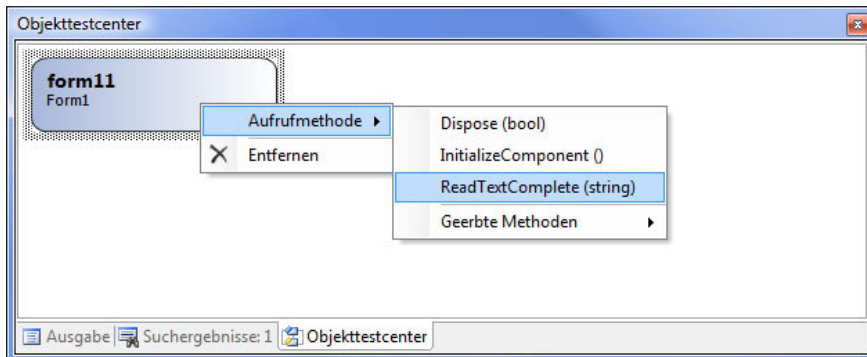 Objekttestcenter
form11
Form1
Aufrufmethode
Entfernen
Dispose (bool)
InitializeComponent ()
ReadTextComplete (string)
Geerbte Methoden
Ausgabe Suchergebnisse: 1 Objekttestcenter